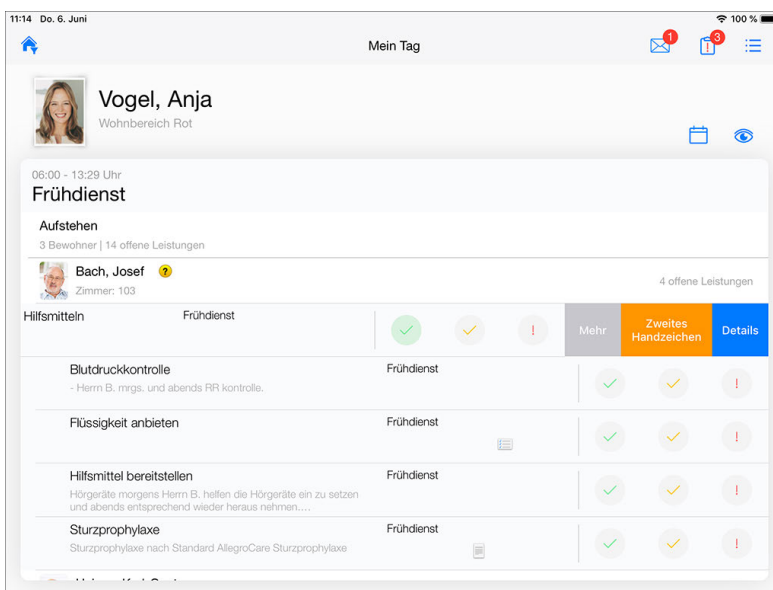 11:14 Do. 6. Juni 100 %
Mein Tag
1
3
Vogel, Anja
Wohnbereich Rot
06:00 - 13:29 Uhr
Frühdienst
Aufstehen
3 Bewohner | 14 offene Leistungen
Bach, Josef ?
Zimmer: 103
4 offene Leistungen
Hilfsmitteln Frühdienst ! Mehr Zweites Handzeichen Details
Blutdruckkontrolle Frühdienst
- Herrn B. mrgs. und abends RR kontrolle. !
Flüssigkeit anbieten Frühdienst
!
Hilfsmittel bereitstellen Frühdienst
Hörgeräte morgens Herrn B. helfen die Hörgeräte ein zu setzen !
und abends entsprechend wieder heraus nehmen....
Sturzprophylaxe Frühdienst
Sturzprophylaxe nach Standard AllegroCare Sturzprophylaxe !